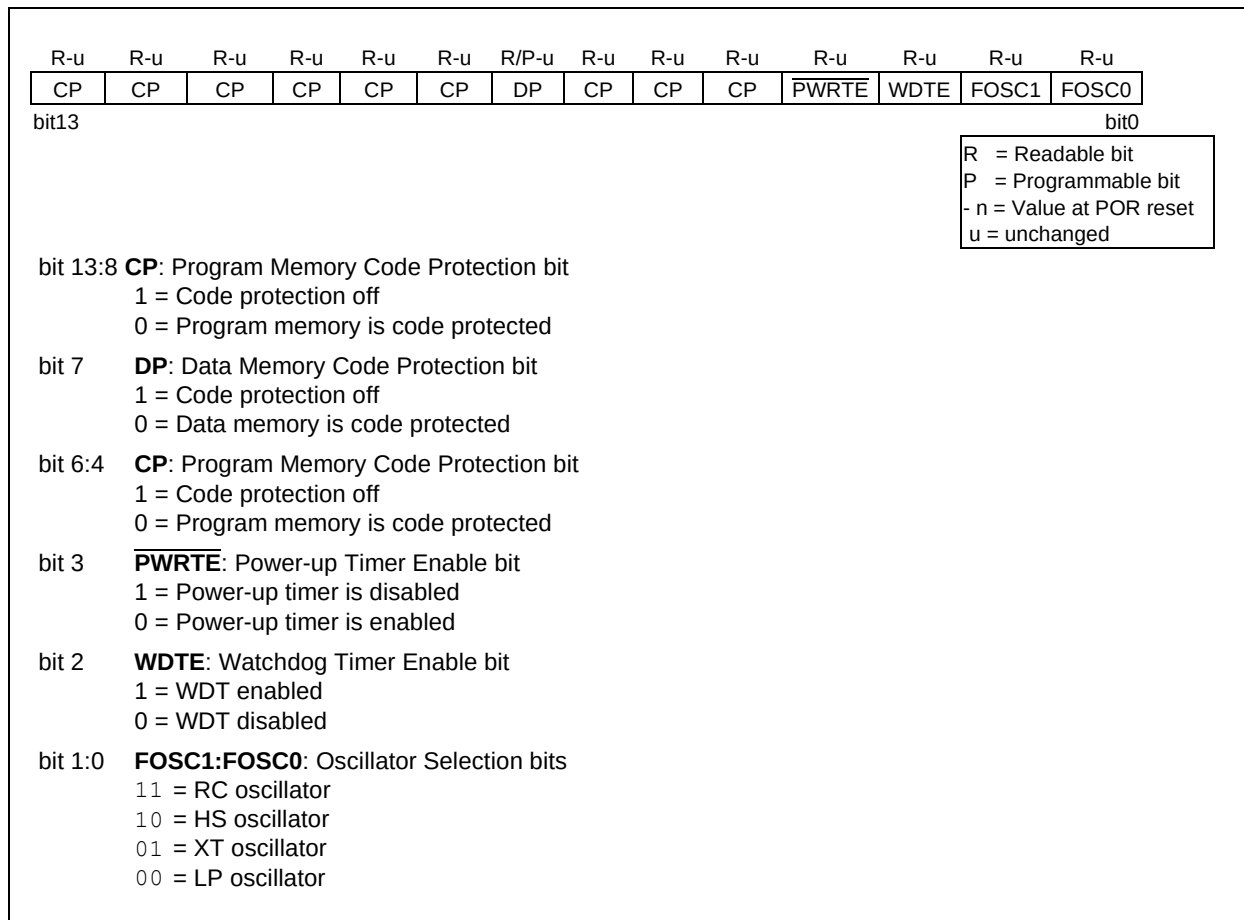 R-u R-u R-u R-u R-u R-u R/P-u R-u R-u R-u R-u R-u R-u R-u
CP CP CP CP CP CP DP CP CP CP PWRTE WDTE FOSC1 FOSC0
bit13 bit0
R = Readable bit
P = Programmable bit
- n = Value at POR reset
u = unchanged
bit 13:8 CP: Program Memory Code Protection bit
1 = Code protection off
0 = Program memory is code protected
bit 7 DP: Data Memory Code Protection bit
1 = Code protection off
0 = Data memory is code protected
bit 6:4 CP: Program Memory Code Protection bit
1 = Code protection off
0 = Program memory is code protected
bit 3 PWRTE: Power-up Timer Enable bit
1 = Power-up timer is disabled
0 = Power-up timer is enabled
bit 2 WDTE: Watchdog Timer Enable bit
1 = WDT enabled
0 = WDT disabled
bit 1:0 FOSC1:FOSC0: Oscillator Selection bits
11 = RC oscillator
10 = HS oscillator
01 = XT oscillator
00 = LP oscillator